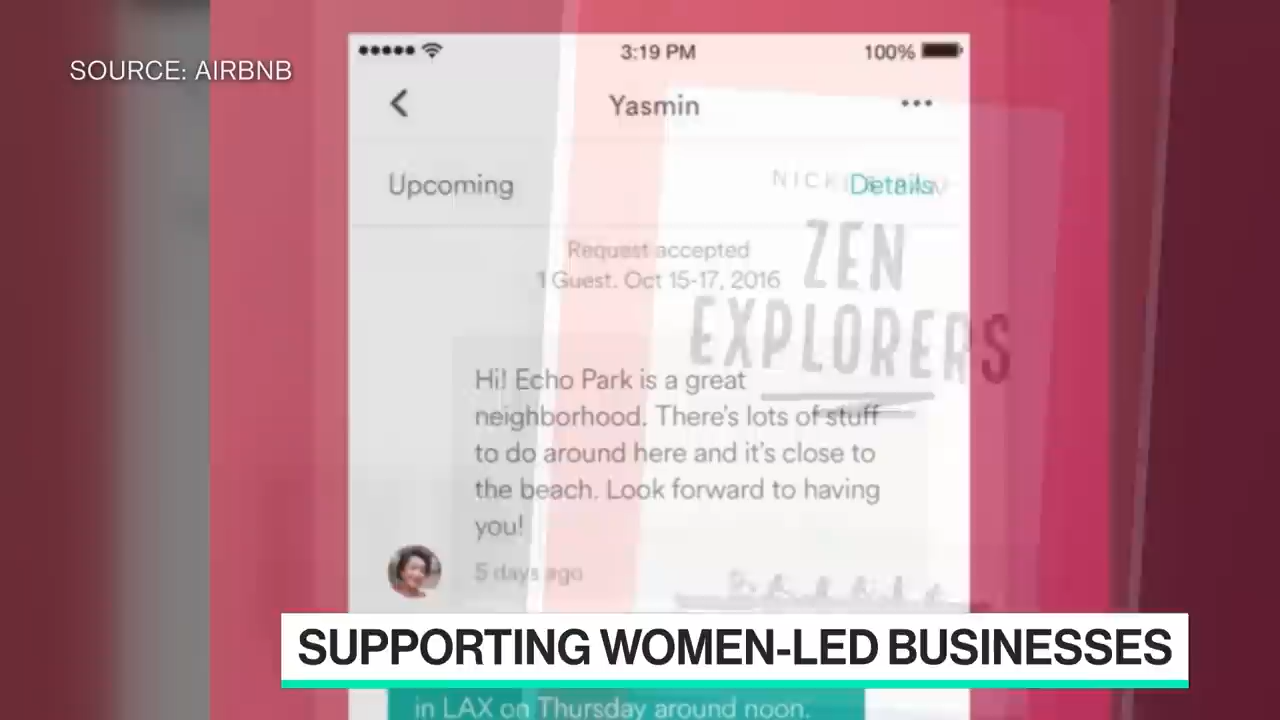 SOURCE: AIRBNB
3:19 PM
100%
Yasmin
Upcoming
Details
Request accepted
1 Guest. Oct 15-17, 2016
ZEN
EXPLORERS
Hi! Echo Park is a great
neighborhood. There's lots of stuff
to do around here and it's close to
the beach. Look forward to having
you!
5 days ago
SUPPORTING WOMEN-LED BUSINESSES
in LAX on Thursday around noon.